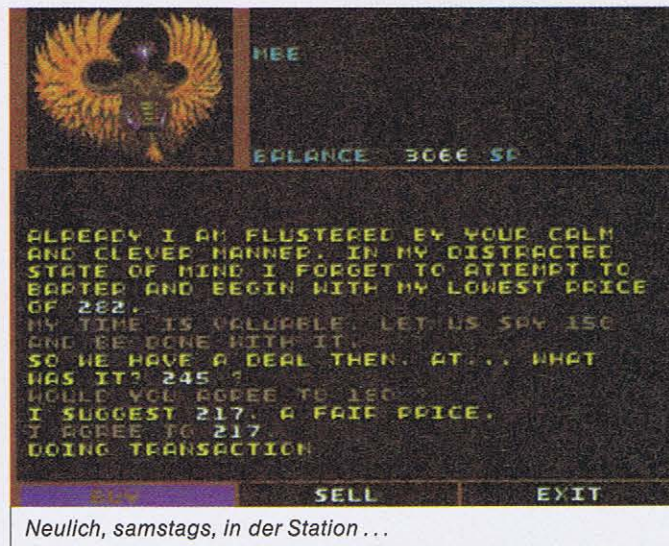 MBE
BALANCE 3066 SP
ALREADY I AM FLUSTERED BY YOUR CALM
AND CLEVER MANNER. IN MY DISTRACTED
STATE OF MIND I FORGET TO ATTEMPT TO
BARTER AND BEGIN WITH MY LOWEST PRICE
OF 282.
MY TIME IS VALUABLE. LET US SAY 150
AND BE DONE WITH IT.
SO WE HAVE A DEAL THEN. AT... WHAT
WAS IT? 245 ?
WOULD YOU AGREE TO 180 ?
I SUGGEST 217. A FAIR PRICE.
I AGREE TO 217
DOING TRANSACTION
BUY SELL EXIT
Neulich, samstags, in der Station ...